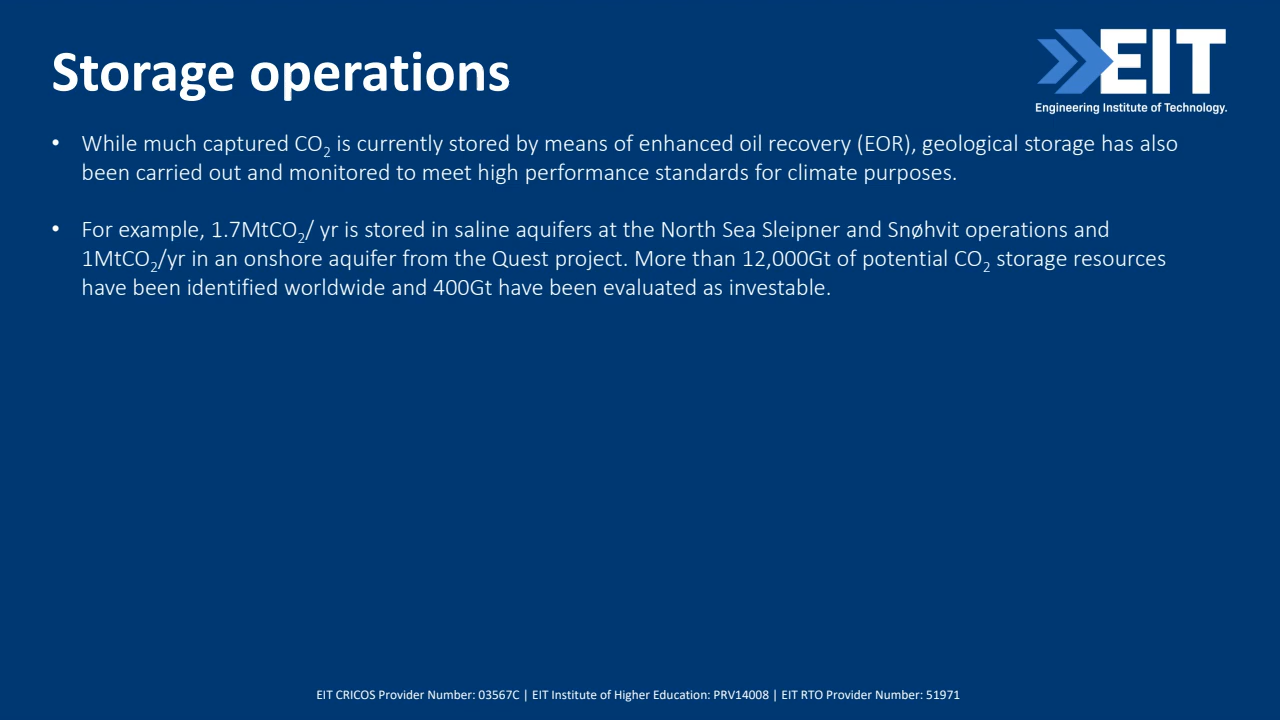 Storage operations
EIT
Engineering Institute of Technology.
• While much captured CO₂ is currently stored by means of enhanced oil recovery (EOR), geological storage has also
been carried out and monitored to meet high performance standards for climate purposes.
• For example, 1.7MtCO₂/ yr is stored in saline aquifers at the North Sea Sleipner and Snøhvit operations and
1MtCO₂/yr in an onshore aquifer from the Quest project. More than 12,000Gt of potential CO₂ storage resources
have been identified worldwide and 400Gt have been evaluated as investable.
EIT CRICOS Provider Number: 03567C | EIT Institute of Higher Education: PRV14008 | EIT RTO Provider Number: 51971